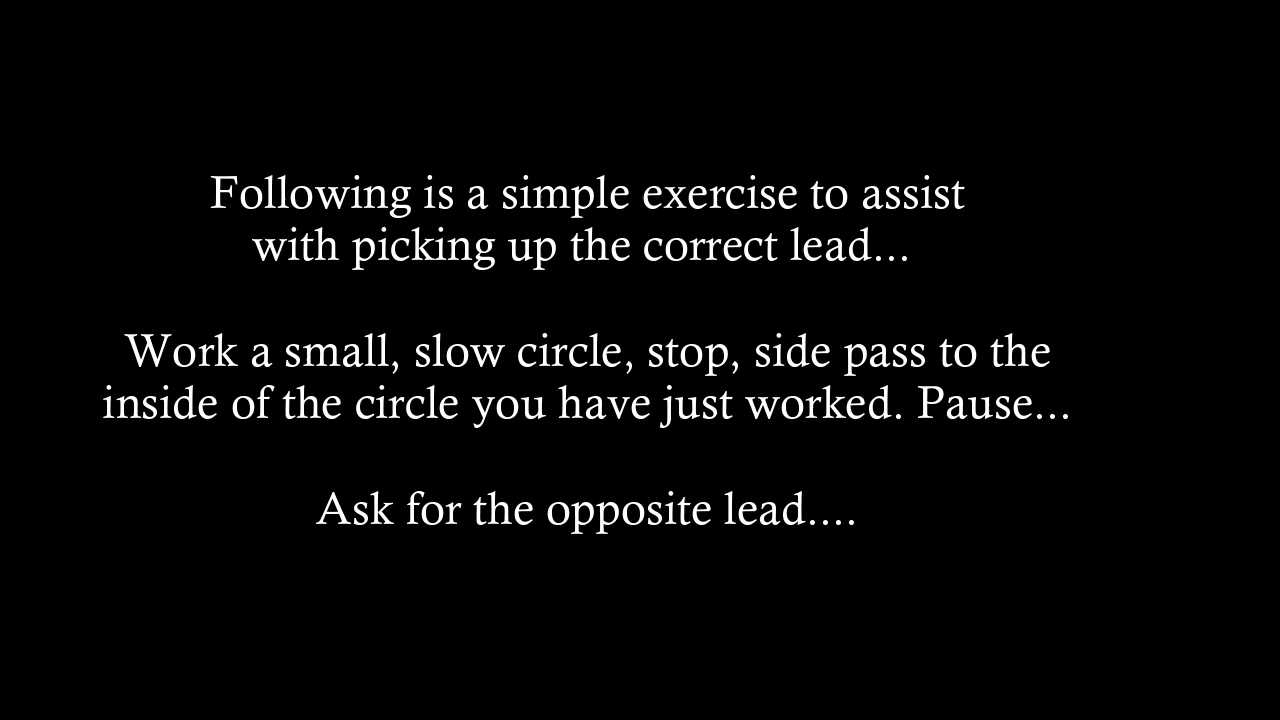 Following is a simple exercise to assist
with picking up the correct lead...
Work a small, slow circle, stop, side pass to the
inside of the circle you have just worked. Pause...
Ask for the opposite lead....